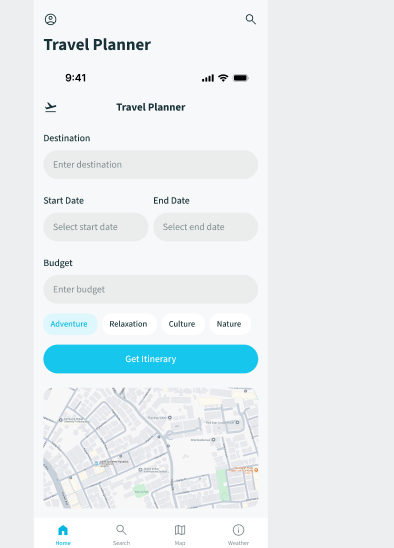 Travel Planner
9:41
Travel Planner
Destination
Enter destination
Start Date End Date
Select start date Select end date
Budget
Enter budget
Adventure Relaxation Culture Nature
Get Itinerary
Home Search Map Weather